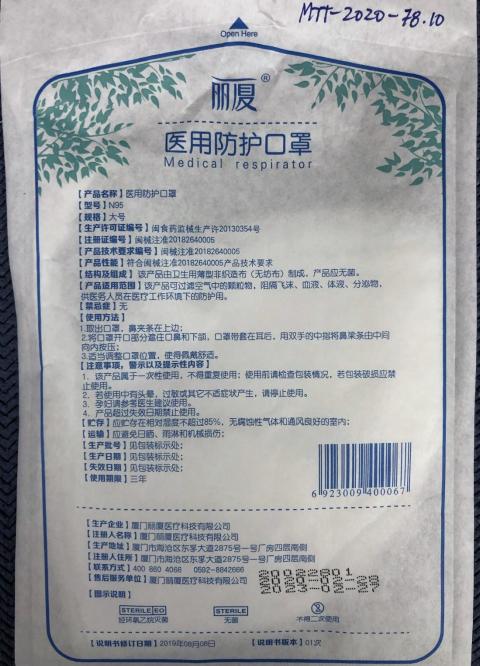 MTT-2020-78.10
Open Here
丽厦®
医用防护口罩
Medical respirator
【产品名称】医用防护口罩
【型号】N95
【规格】大号
【生产许可证编号】闽食药监械生产许20130354号
【注册证编号】闽械注准20182640005
【产品技术要求编号】闽械注准20182640005
【产品性能】符合闽械注准20182640005产品技术要求
【结构及组成】该产品由卫生用薄型非织造布(无纺布)制成，产品应无菌。
【产品适用范围】该产品可过滤空气中的颗粒物，阻隔飞沫、血液、体液、分泌物，
供医务人员在医疗工作环境下的防护用。
【禁忌症】无
【使用方法】
1.取出口罩，鼻夹条在上边；
2.将口罩开口部分遮住口鼻和下颌，口罩带套在耳后，用双手的中指将鼻梁条由中间
向内按压；
3.适当调整口罩位置，使得佩戴舒适。
【注意事项，警示以及提示性内容】
1、该产品属于一次性使用，不得重复使用；使用前请检查包装情况，若包装破损应禁
止使用。
2、若使用中有头晕，过敏或其它不适症状产生，请停止使用。
3、孕妇请参考医生建议使用。
4、产品超过失效日期禁止使用。
【贮存】应贮存在相对湿度不超过85%，无腐蚀性气体和通风良好的室内；
【运输】应避免日晒、雨淋和机械损伤；
【生产批号】见包装标示处；
【生产日期】见包装标示处；
【失效日期】见包装标示处；
【使用期限】三年
6 923009 400067
【生产企业】厦门丽厦医疗科技有限公司
【注册人名称】厦门丽厦医疗科技有限公司
【生产地址】厦门市海沧区东孚大道2875号一号厂房四层南侧
【注册人住所】厦门市海沧区东孚大道2875号一号厂房四层南侧
【联系方式】400 860 4066 0592-8842666
【售后服务单位】厦门丽厦医疗科技有限公司
20022801
2020-02-28
2023-02-27
【图示说明】
STERILE EO
STERILE
经环氧乙烷灭菌
无菌
不得二次使用
【说明书修订日期】2019年08月06日
【说明书版本】01次